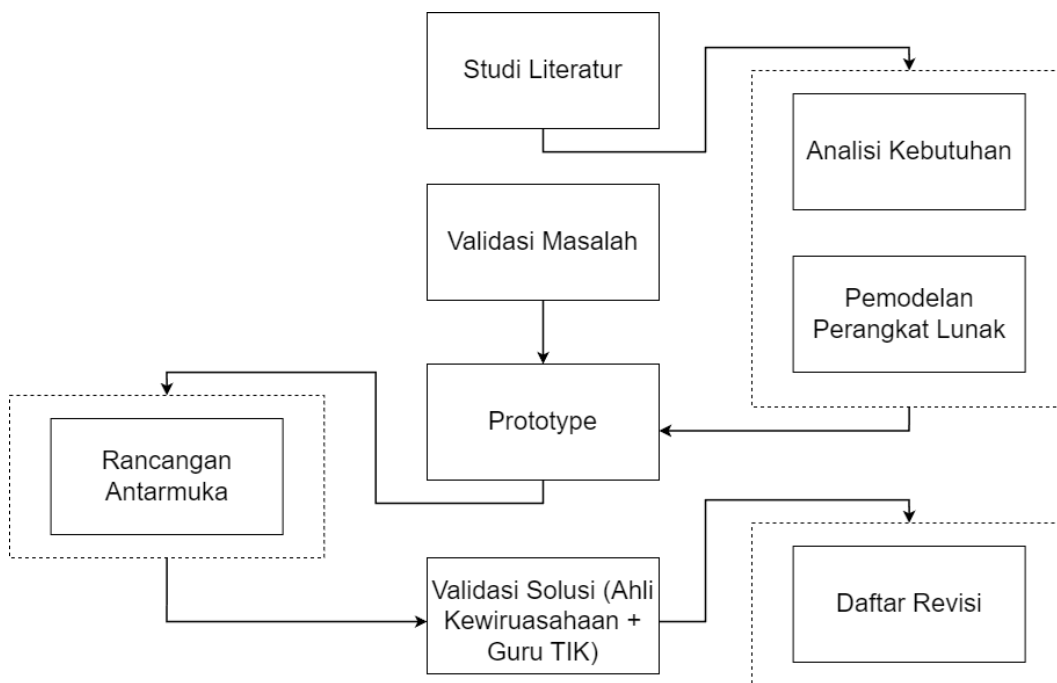 Studi Literatur
Analisi Kebutuhan
Validasi Masalah
Pemodelan
Perangkat Lunak
Prototype
Rancangan
Antarmuka
Validasi Solusi (Ahli
Kewiruasahaan +
Guru TIK)
Daftar Revisi